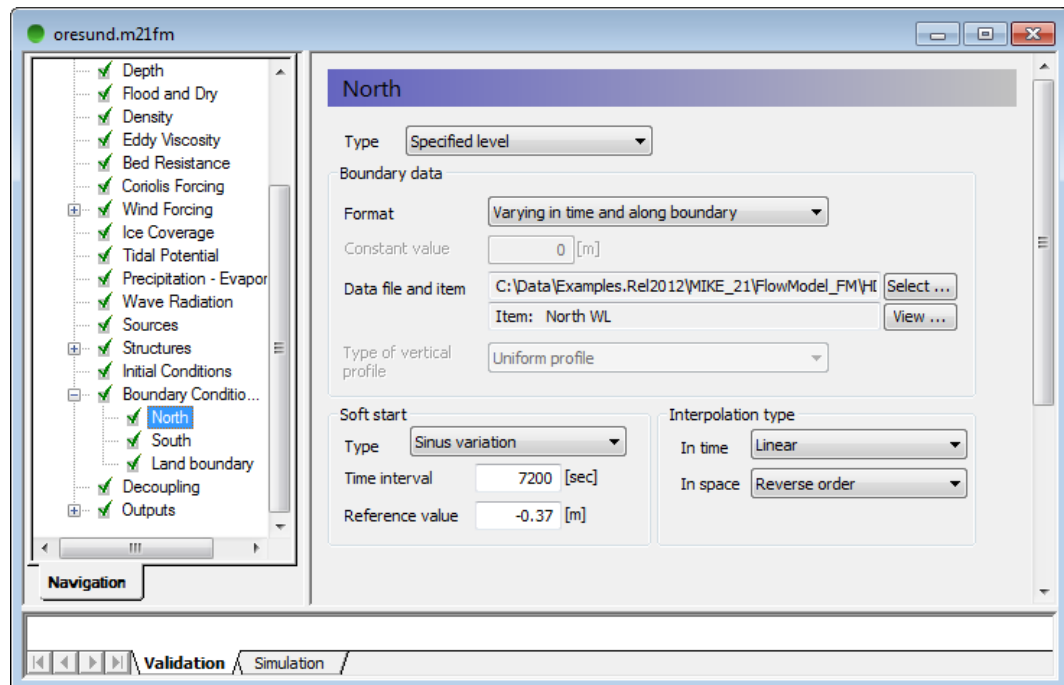 oresund.m21fm
Depth
Flood and Dry
Density
Eddy Viscosity
Bed Resistance
Coriolis Forcing
Wind Forcing
Ice Coverage
Tidal Potential
Precipitation - Evapor
Wave Radiation
Sources
Structures
Initial Conditions
Boundary Conditio...
North
South
Land boundary
Decoupling
Outputs
Navigation
North
Type Specified level
Boundary data
Format Varying in time and along boundary
Constant value 0 [m]
Data file and item C:\Data\Examples.Rel2012\MIKE_21\FlowModel_FM\HI Select ...
Item: North WL View ...
Type of vertical
profile Uniform profile
Soft start
Type Sinus variation
Time interval 7200 [sec]
Reference value -0.37 [m]
Interpolation type
In time Linear
In space Reverse order
Validation Simulation